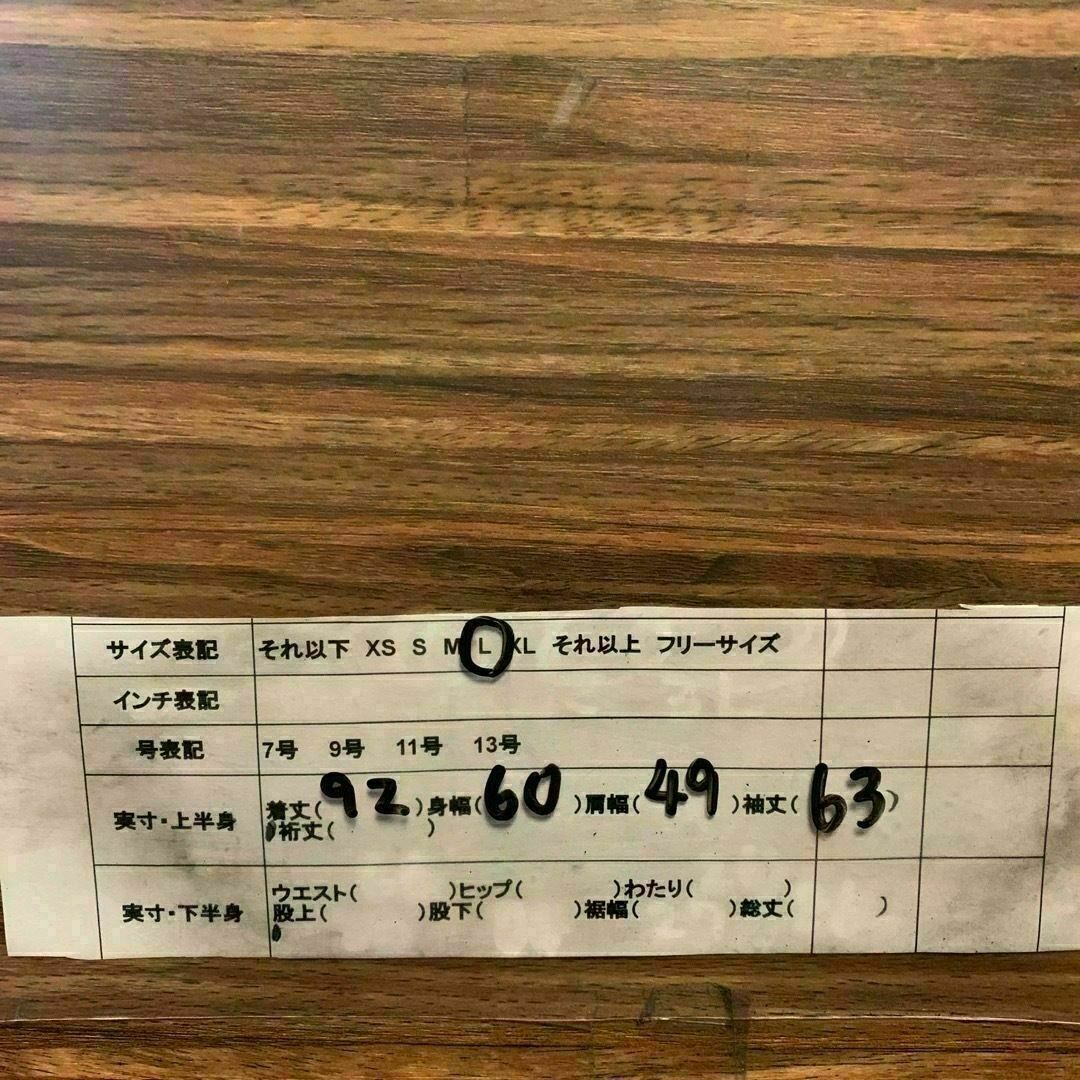 サイズ表記 それ以下 XS S M L XL それ以上 フリーサイズ
インチ表記
号表記 7号 9号 11号 13号
実寸・上半身 着丈(92)身幅(60)肩幅(49)袖丈(63)
裄丈( )
実寸・下半身 ウエスト( )ヒップ( )わたり( )
股上( )股下( )裾幅( )総丈( )